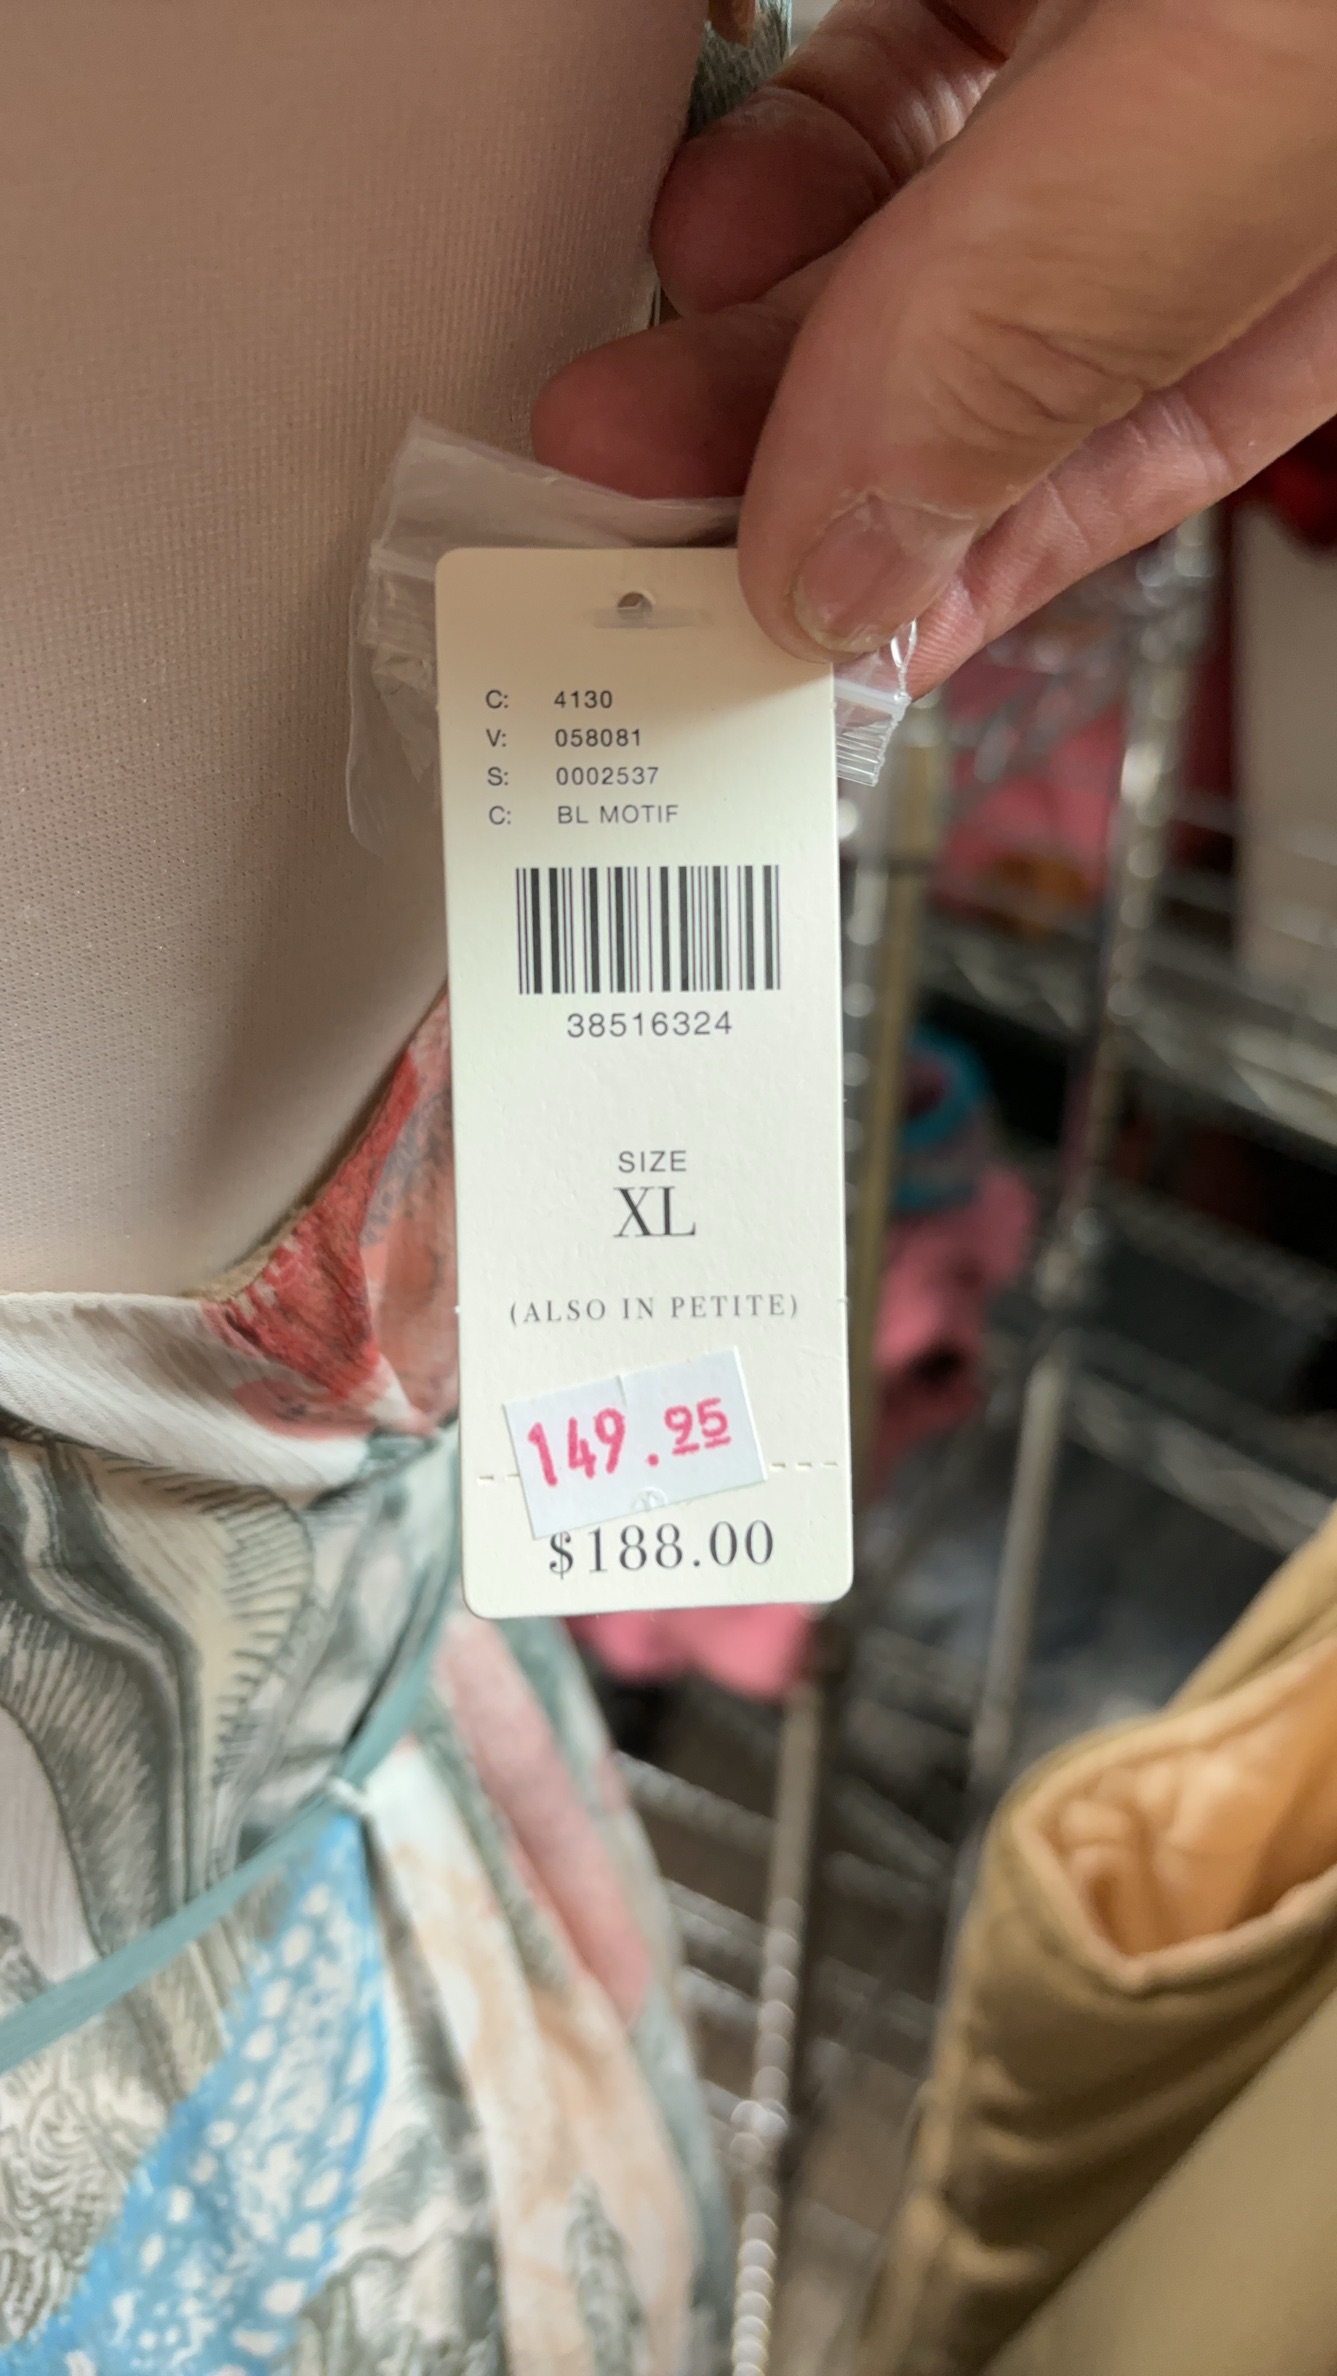 C: 4130
V: 058081
S: 0002537
C: BL MOTIF
38516324
SIZE
XL
(ALSO IN PETITE)
149.95
$188.00